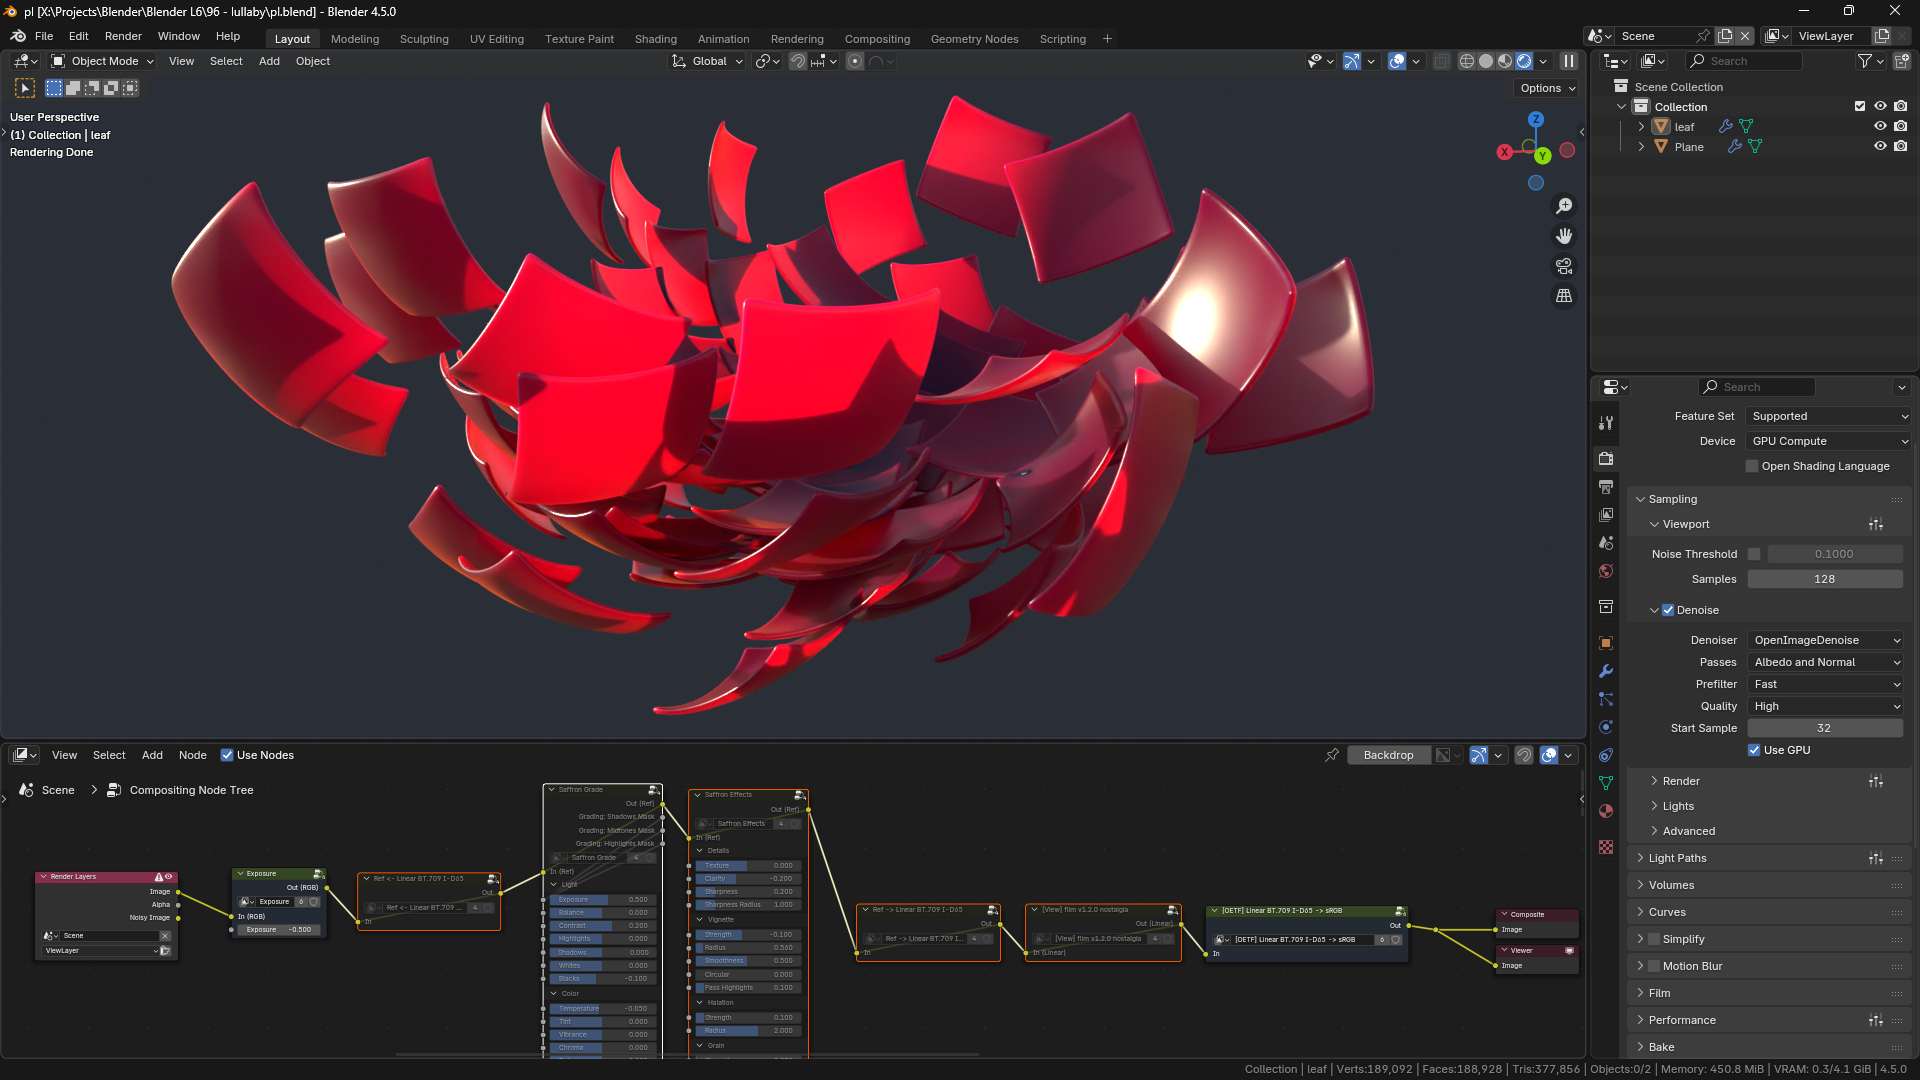 pl [X:\Projects\Blender\Blender L6\96 - lullaby\pl.blend] - Blender 4.5.0
File Edit Render Window Help
Layout Modeling Sculpting UV Editing Texture Paint Shading Animation Rendering Compositing Geometry Nodes Scripting +
Scene ViewLayer
Object Mode View Select Add Object
Global
Options
User Perspective
(1) Collection | leaf
Rendering Done
Z
X
Y
Search
Scene Collection
Collection
leaf
Plane
Search
Feature Set Supported
Device GPU Compute
Open Shading Language
Sampling
Viewport
Noise Threshold 0.1000
Samples 128
Denoise
Denoiser OpenImageDenoise
Passes Albedo and Normal
Prefilter Fast
Quality High
Start Sample 32
Use GPU
Render
Lights
Advanced
Light Paths
Volumes
Curves
Simplify
Motion Blur
Film
Performance
Bake
View Select Add Node Use Nodes
Backdrop
Scene > Compositing Node Tree
Render Layers
Image
Alpha
Noisy Image
Scene
ViewLayer
Exposure
Out (RGB)
Exposure 6
In (RGB)
Exposure -0.500
Ref <- Linear BT.709 I-D65
Out
Ref <- Linear BT.709 ... 4
In
Saffron Grade
Out (Ref)
Grading: Shadows Mask
Grading: Midtones Mask
Grading: Highlights Mask
Saffron Grade 4
In (Ref)
Light
Exposure 0.500
Balance 0.000
Contrast 0.200
Highlights 0.000
Shadows 0.000
Whites 0.000
Blacks -0.100
Color
Temperature -0.050
Tint 0.000
Vibrance 0.000
Chroma 0.000
Saffron Effects
Out (Ref)
Saffron Effects 4
In (Ref)
Details
Texture 0.000
Clarity -0.200
Sharpness 0.200
Sharpness Radius 1.000
Vignette
Strength -0.100
Radius 0.560
Smoothness 0.500
Circular 0.000
Pass Highlights 0.100
Halation
Strength 0.100
Radius 2.000
Grain
Ref -> Linear BT.709 I-D65
Out
Ref -> Linear BT.709 I... 4
In
[View] film v1.2.0 nostalgia
Out (Linear)
[View] film v1.2.0 nostalgia 4
In (Linear)
[OETF] Linear BT.709 I-D65 -> sRGB
Out
[OETF] Linear BT.709 I-D65 -> sRGB 6
In
Composite
Image
Viewer
Image
Collection | leaf | Verts:189,092 | Faces:188,928 | Tris:377,856 | Objects:0/2 | Memory: 450.8 MiB | VRAM: 0.3/4.1 GiB | 4.5.0